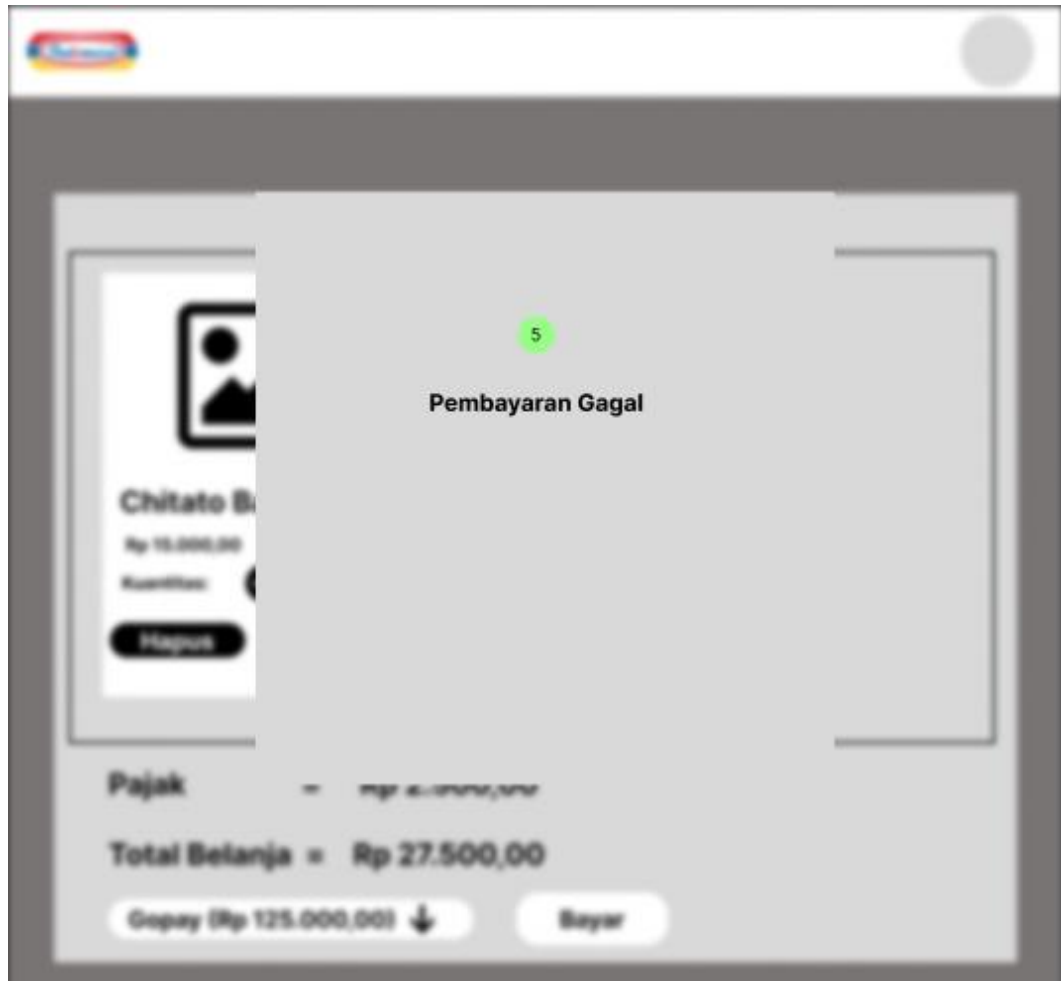 5
Pembayaran Gagal
Chitato
Rp 15.000,00
Kuantitas:
Hapus
Pajak =
Total Belanja = Rp 27.500,00
Gopay (Rp 125.000,00)
Bayar